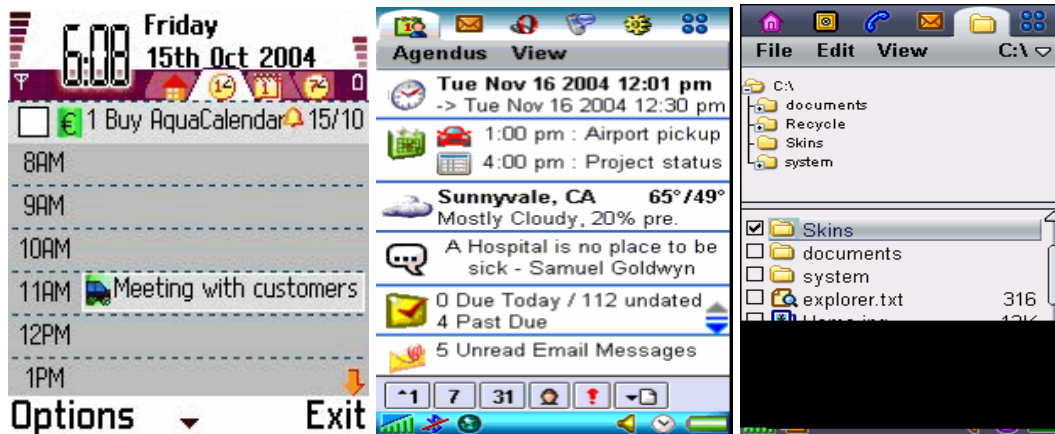 Friday
6:08
15th Oct 2004
14
1
74
1 Buy AquaCalendar 15/10
8AM
9AM
10AM
11AM Meeting with customers
12PM
1PM
Options Exit
Agendus View
Tue Nov 16 2004 12:01 pm
-> Tue Nov 16 2004 12:30 pm
1:00 pm : Airport pickup
4:00 pm : Project status
Sunnyvale, CA 65°/49°
Mostly Cloudy, 20% pre.
A Hospital is no place to be
sick - Samuel Goldwyn
0 Due Today / 112 undated
4 Past Due
5 Unread Email Messages
1 7 31
File Edit View C:\
C:\
documents
Recycle
Skins
system
Skins
documents
system
explorer.txt 316